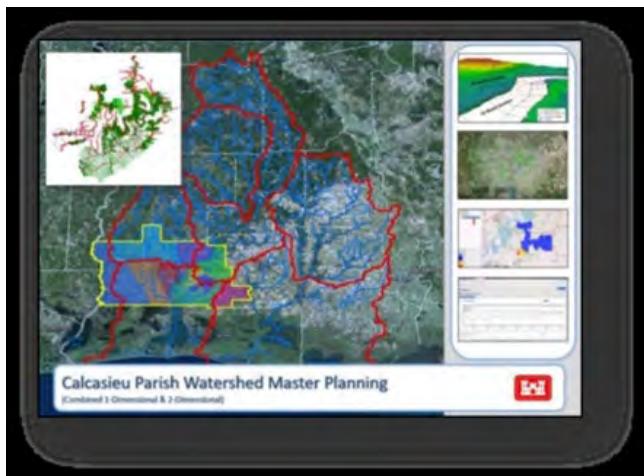 Calcasieu Parish Watershed Master Planning
(Combined 1-Dimensional & 2-Dimensional)